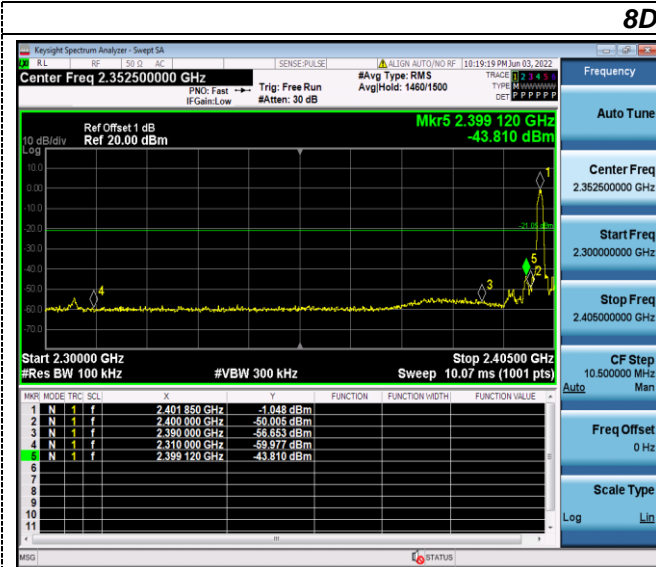 8D
Keysight Spectrum Analyzer - Swept SA
RL RF 50 Ω AC SENSE:PULSE ALIGN AUTO/NO RF 10:19:19 PM Jun 03, 2022
Center Freq 2.352500000 GHz
PNO: Fast Trig: Free Run
IFGain:Low #Atten: 30 dB
#Avg Type: RMS
Avg|Hold: 1460/1500
TRACE 1 2 3 4 5 6
TYPE M W W W W W
DET P P P P P P
Frequency
Mkr5 2.399 120 GHz
-43.810 dBm
Ref Offset 1 dB
10 dB/div Ref 20.00 dBm
Log
10.0
0.00
-10.0
-20.0
-30.0
-40.0
-50.0
-60.0
-70.0
-21.05 dBm
1
5
2
3
4
Start 2.30000 GHz Stop 2.40500 GHz
#Res BW 100 kHz #VBW 300 kHz Sweep 10.07 ms (1001 pts)
MKR MODE TRC SCL X Y FUNCTION FUNCTION WIDTH FUNCTION VALUE
1 N 1 f 2.401 850 GHz -1.048 dBm
2 N 1 f 2.400 000 GHz -50.005 dBm
3 N 1 f 2.390 000 GHz -56.653 dBm
4 N 1 f 2.310 000 GHz -59.977 dBm
5 N 1 f 2.399 120 GHz -43.810 dBm
6
7
8
9
10
11
MSG STATUS
Auto Tune
Center Freq
2.352500000 GHz
Start Freq
2.300000000 GHz
Stop Freq
2.405000000 GHz
CF Step
10.500000 MHz
Auto Man
Freq Offset
0 Hz
Scale Type
Log Lin